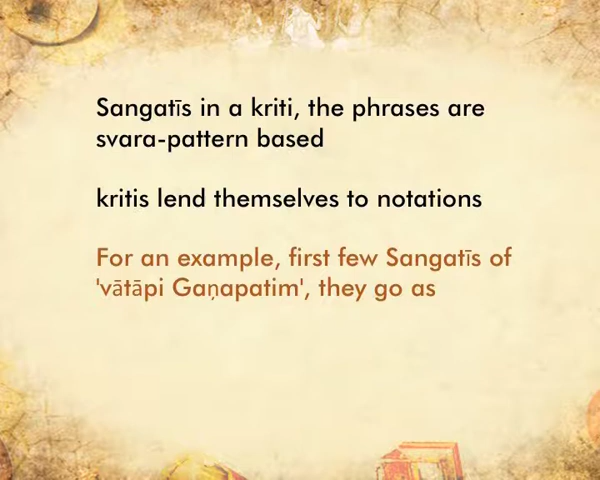 Sangatīs in a kriti, the phrases are
svara-pattern based
kritis lend themselves to notations
For an example, first few Sangatīs of
'vātāpi Gaṇapatim', they go as